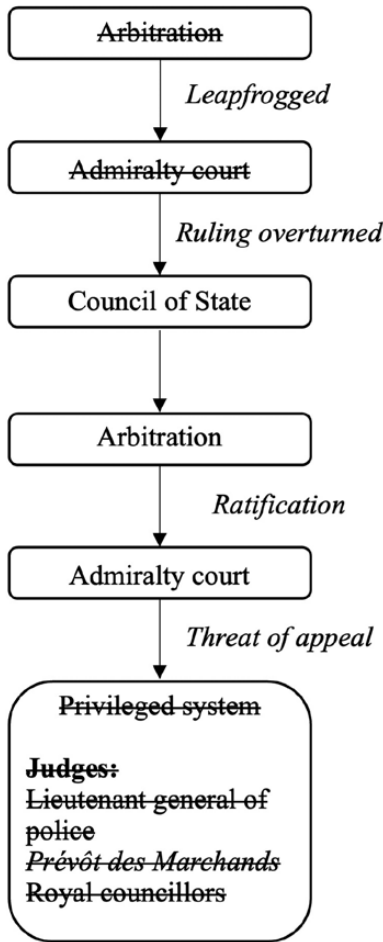 Arbitration
Leapfrogged
Admiralty court
Ruling overturned
Council of State
Arbitration
Ratification
Admiralty court
Threat of appeal
Privileged system
Judges:
Lieutenant general of
police
Prévôt des Marchands
Royal councillors